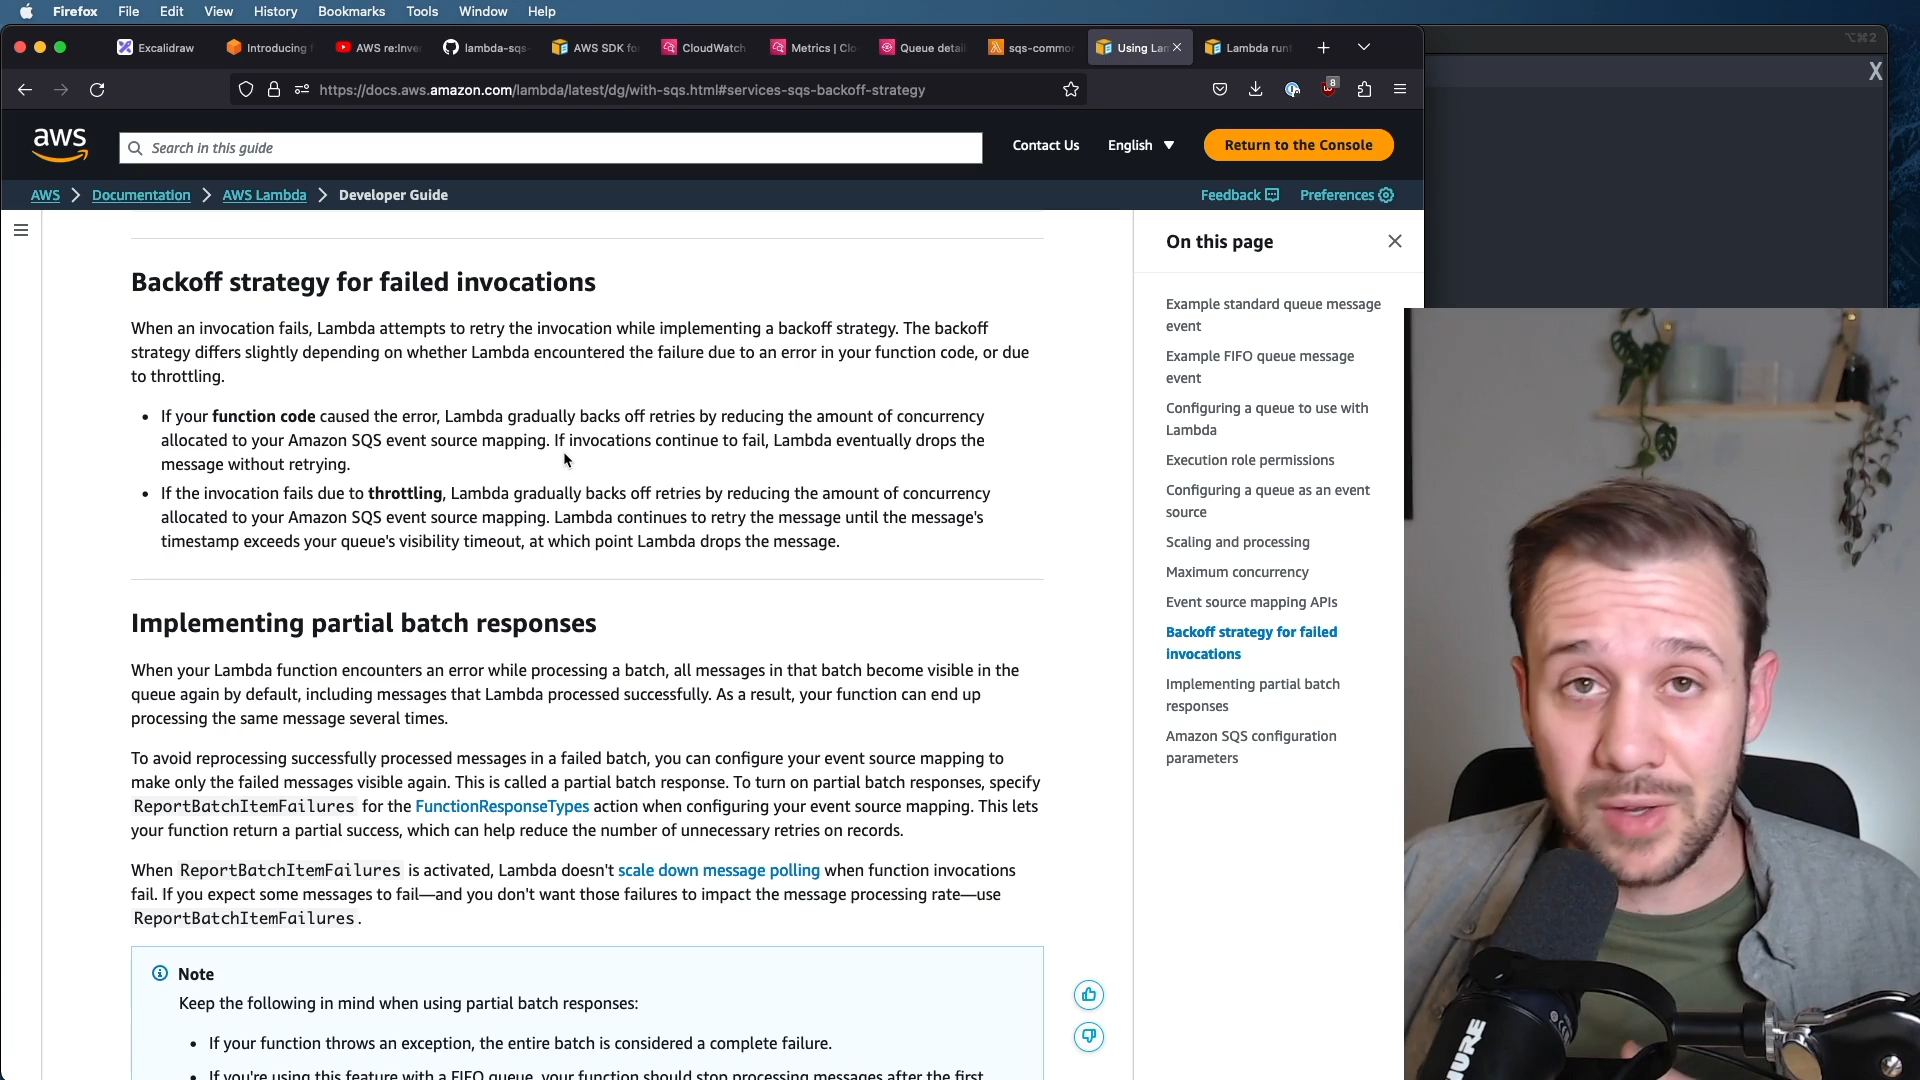 Firefox File Edit View History Bookmarks Tools Window Help
⌥⌘2
Excalidraw
Introducing
AWS re:Inve
lambda-sqs-
AWS SDK fo
CloudWatch
Metrics | Clo
Queue detai
sqs-commo
Using Lan
Lambda run
X
https://docs.aws.amazon.com/lambda/latest/dg/with-sqs.html#services-sqs-backoff-strategy
8
aws
Search in this guide
Contact Us
English
Return to the Console
AWS
Documentation
AWS Lambda
Developer Guide
Feedback
Preferences
Backoff strategy for failed invocations
When an invocation fails, Lambda attempts to retry the invocation while implementing a backoff strategy. The backoff
strategy differs slightly depending on whether Lambda encountered the failure due to an error in your function code, or due
to throttling.
• If your function code caused the error, Lambda gradually backs off retries by reducing the amount of concurrency
allocated to your Amazon SQS event source mapping. If invocations continue to fail, Lambda eventually drops the
message without retrying.
• If the invocation fails due to throttling, Lambda gradually backs off retries by reducing the amount of concurrency
allocated to your Amazon SQS event source mapping. Lambda continues to retry the message until the message's
timestamp exceeds your queue's visibility timeout, at which point Lambda drops the message.
Implementing partial batch responses
When your Lambda function encounters an error while processing a batch, all messages in that batch become visible in the
queue again by default, including messages that Lambda processed successfully. As a result, your function can end up
processing the same message several times.
To avoid reprocessing successfully processed messages in a failed batch, you can configure your event source mapping to
make only the failed messages visible again. This is called a partial batch response. To turn on partial batch responses, specify
ReportBatchItemFailures for the FunctionResponseTypes action when configuring your event source mapping. This lets
your function return a partial success, which can help reduce the number of unnecessary retries on records.
When ReportBatchItemFailures is activated, Lambda doesn't scale down message polling when function invocations
fail. If you expect some messages to fail—and you don't want those failures to impact the message processing rate—use
ReportBatchItemFailures.
Note
Keep the following in mind when using partial batch responses:
• If your function throws an exception, the entire batch is considered a complete failure.
• If you're using this feature with a FIFO queue, your function should stop processing messages after the first
On this page
Example standard queue message
event
Example FIFO queue message
event
Configuring a queue to use with
Lambda
Execution role permissions
Configuring a queue as an event
source
Scaling and processing
Maximum concurrency
Event source mapping APIs
Backoff strategy for failed
invocations
Implementing partial batch
responses
Amazon SQS configuration
parameters
SHURE